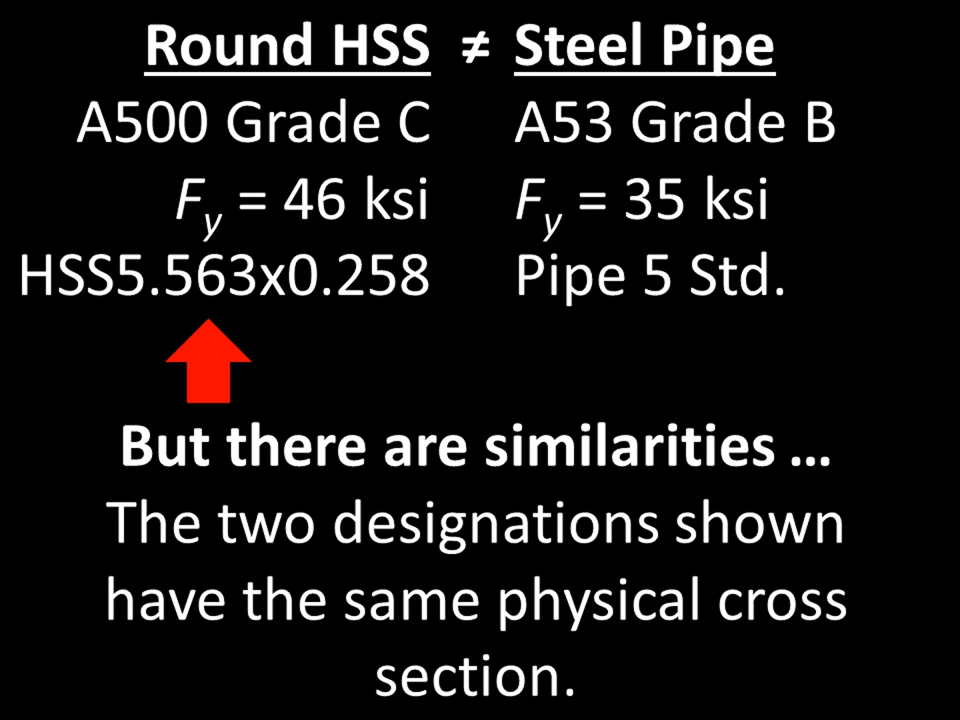 Round HSS ≠ Steel Pipe
A500 Grade C A53 Grade B
Fy = 46 ksi Fy = 35 ksi
HSS5.563x0.258 Pipe 5 Std.
But there are similarities …
The two designations shown
have the same physical cross
section.